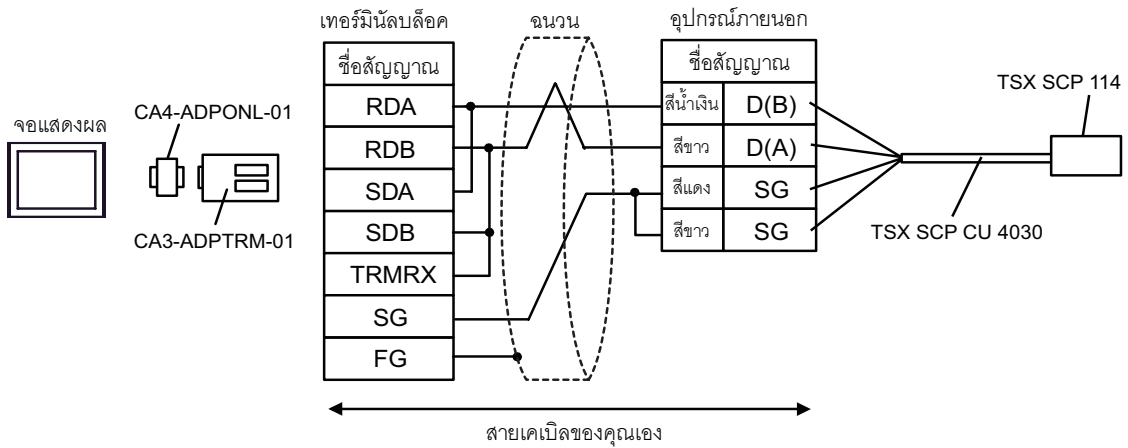 เทอร์มินัลบล็อค
ฉนวน
อุปกรณ์ภายนอก
ชื่อสัญญาณ
ชื่อสัญญาณ
RDA
สีน้ำเงิน D(B)
TSX SCP 114
CA4-ADPONL-01
จอแสดงผล
RDB
สีขาว D(A)
SDA
สีแดง SG
CA3-ADPTRM-01
SDB
สีขาว SG
TSX SCP CU 4030
TRMRX
SG
FG
สายเคเบิลของคุณเอง